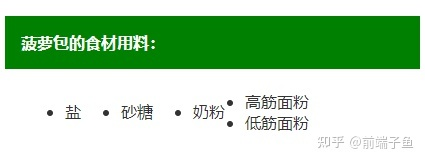 菠萝包的食材用料：
• 盐 • 砂糖 • 奶粉 • 高筋面粉
• 低筋面粉
知乎 @前端子鱼